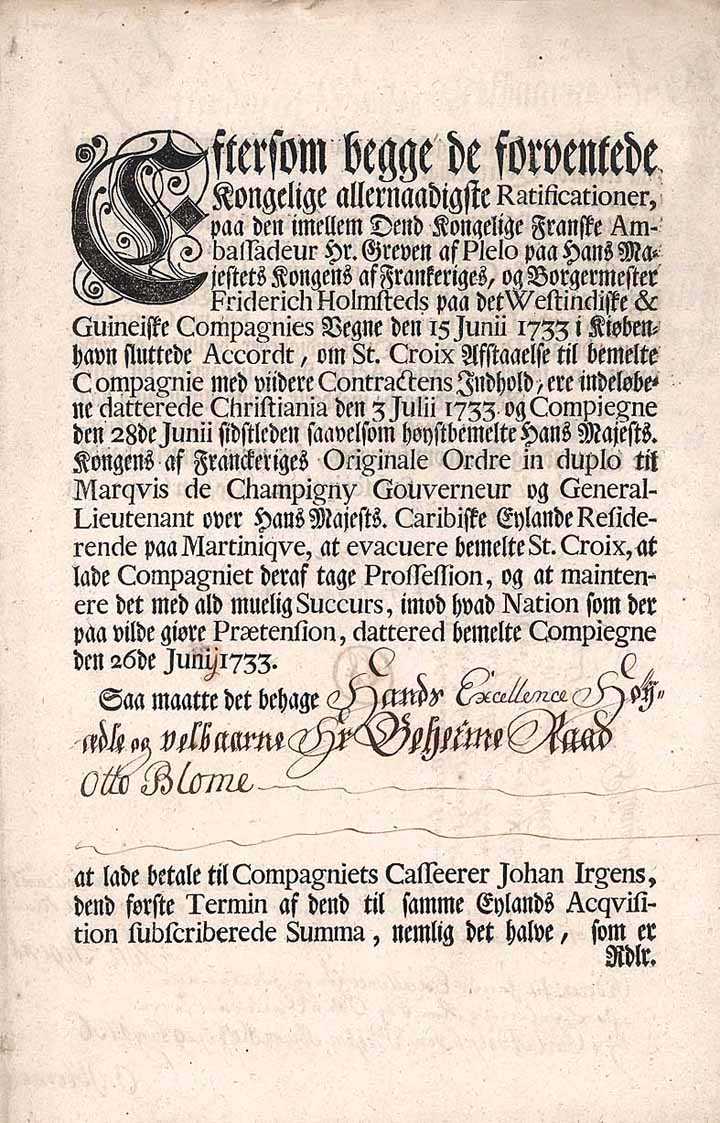 Eftersom begge de forventede
Kongelige allernaadigste Ratificationer,
paa den imellem Dend Kongelige Franske Am-
bassadeur Hr. Greven af Plelo paa Hans Ma-
jestets Kongens af Frankeriges, og Borgermester
Friderich Holmsteds paa det Westindiske &
Guineiske Compagnies Vegne den 15 Junii 1733 i Kiøben-
havn sluttede Accordt, om St. Croix Afstaaelse til bemelte
Compagnie med viidere Contractens Indhold, ere indeløbe-
ne datterede Christiania den 3 Julii 1733 og Compiegne
den 28de Junii sidstleden saavelsom høystbemelte Hans Majests.
Kongens af Franckeriges Originale Ordre in duplo til
Marqvis de Champigny Gouverneur og General-
Lieutenant over Hans Majests. Caribiske Eylande Reside-
rende paa Martiniqve, at evacuere bemelte St. Croix, at
lade Compagniet deraf tage Prossession, og at mainten-
ere det med ald muelig Succurs, imod hvad Nation som der
paa vilde giøre Prætension, dattered bemelte Compiegne
den 26de Junij 1733.
Saa maatte det behage Hands Excellence Høy-
ædle og velbaarne Hr Geheime Raad
Otto Blome
at lade betale til Compagniets Casseerer Johan Irgens,
dend første Termin af dend til samme Eylands Acqvisi-
tion subscriberede Summa, nemlig det halve, som er
Rdlr.